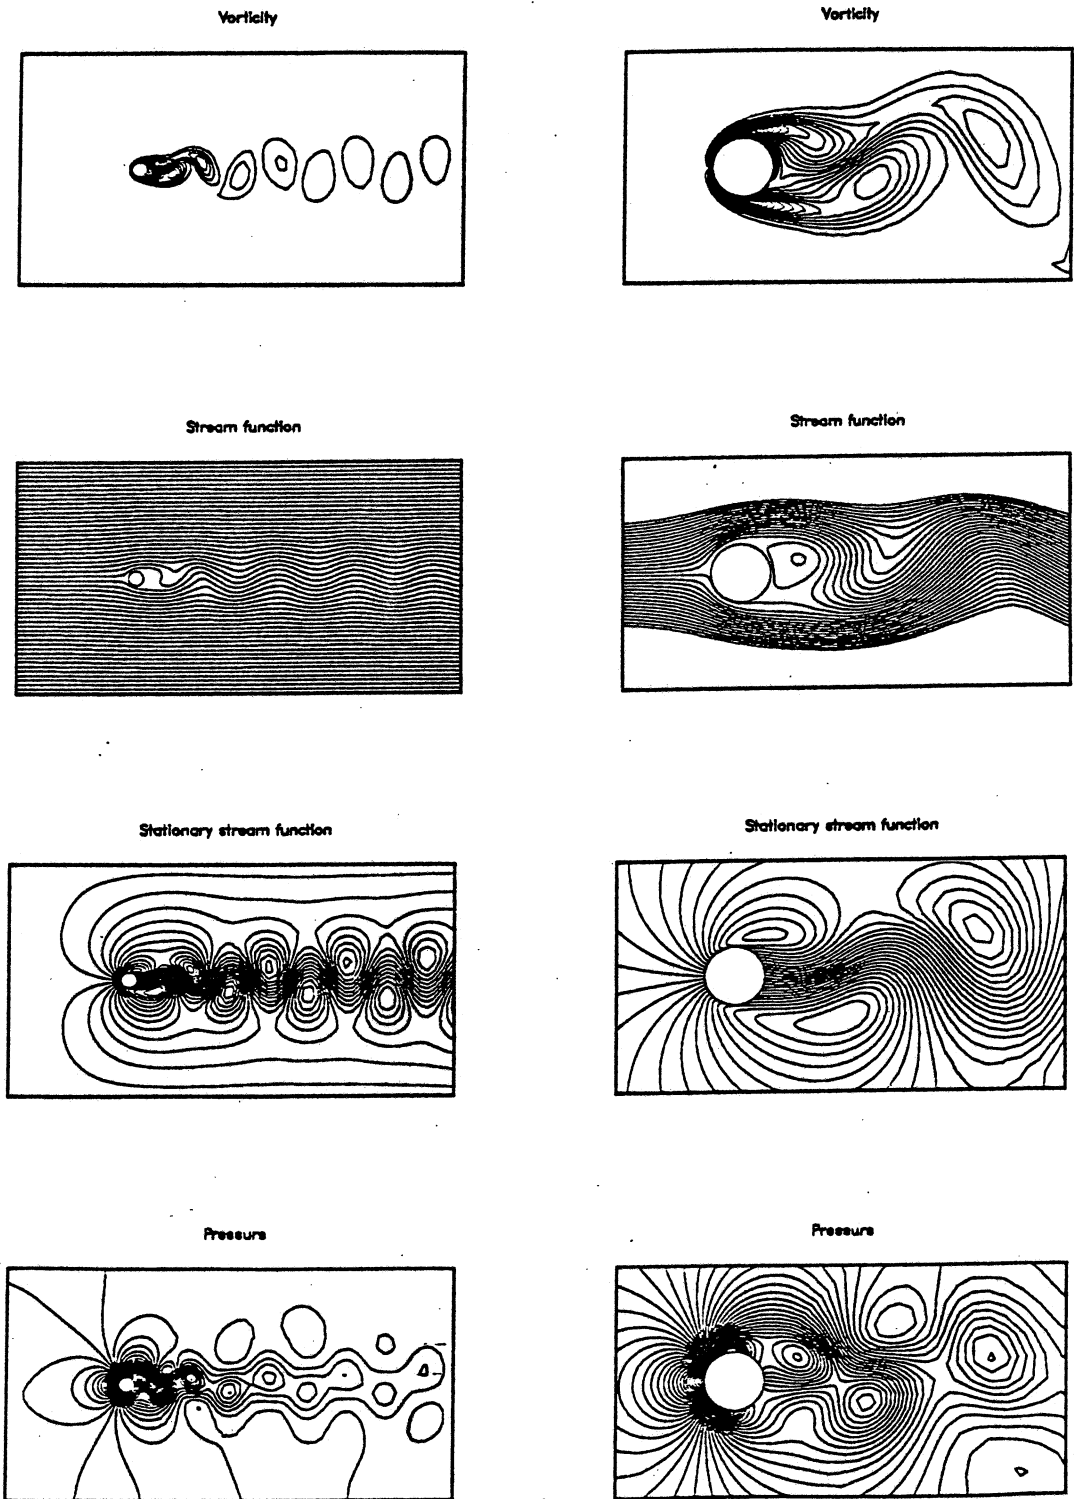 Vorticity
Vorticity
Stream function
Stream function
Stationary stream function
Stationary stream function
Pressure
Pressure